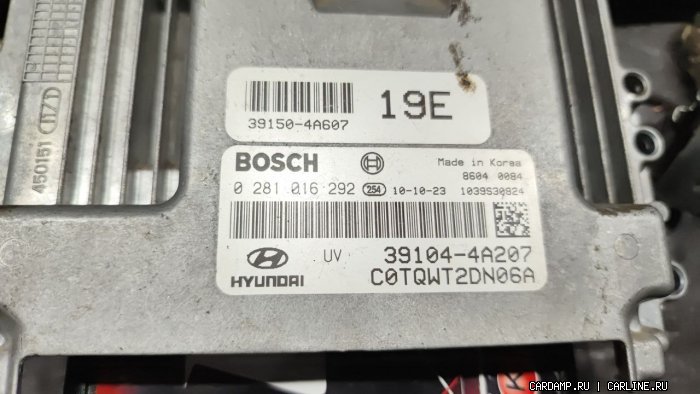 450151
19E
39150-4A607
BOSCH
Made in Korea
8604 0084
0 281 016 292 254 10-10-23 1039S30824
UV 39104-4A207
HYUNDAI C0TQWT2DN06A
CARDAMP.RU | CARLINE.RU